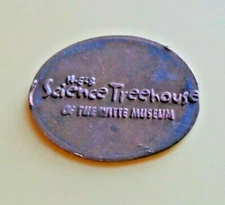 H-E-B
Science Treehouse
OF THE WITTE MUSEUM